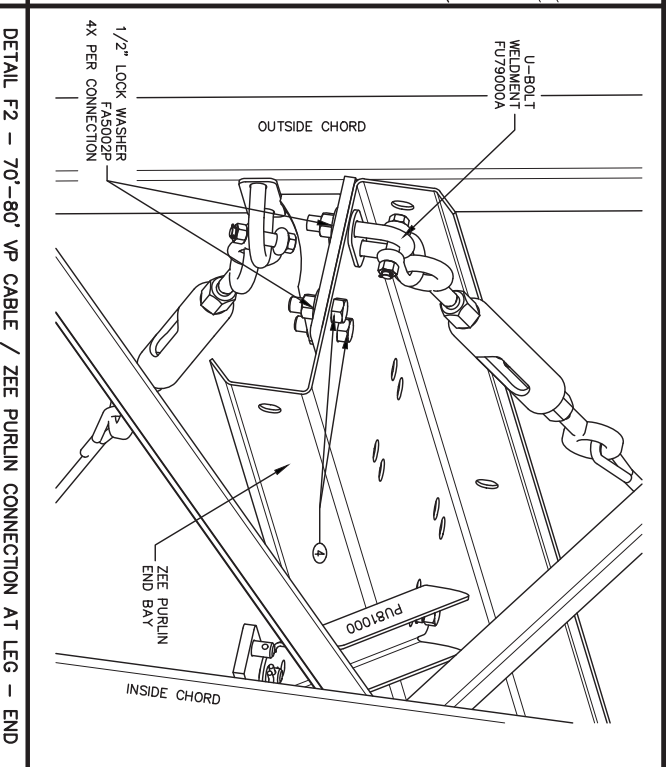 U-BOLT
WELDMENT
FU79000A
OUTSIDE CHORD
1/2" LOCK WASHER
FA5002P
4X PER CONNECTION
4
ZEE PURLIN
END BAY
PU81000
INSIDE CHORD
DETAIL F2 - 70'-80' VP CABLE / ZEE PURLIN CONNECTION AT LEG - END